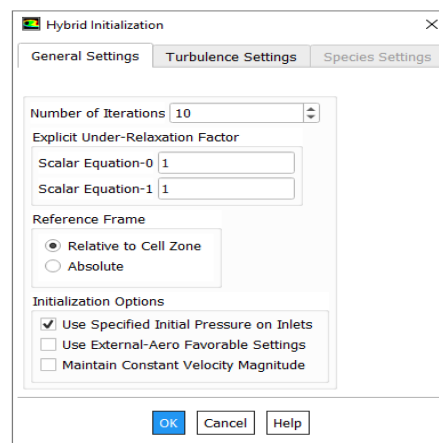 Hybrid Initialization
General Settings Turbulence Settings Species Settings
Number of Iterations 10
Explicit Under-Relaxation Factor
Scalar Equation-0 1
Scalar Equation-1 1
Reference Frame
Relative to Cell Zone
Absolute
Initialization Options
Use Specified Initial Pressure on Inlets
Use External-Aero Favorable Settings
Maintain Constant Velocity Magnitude
OK Cancel Help